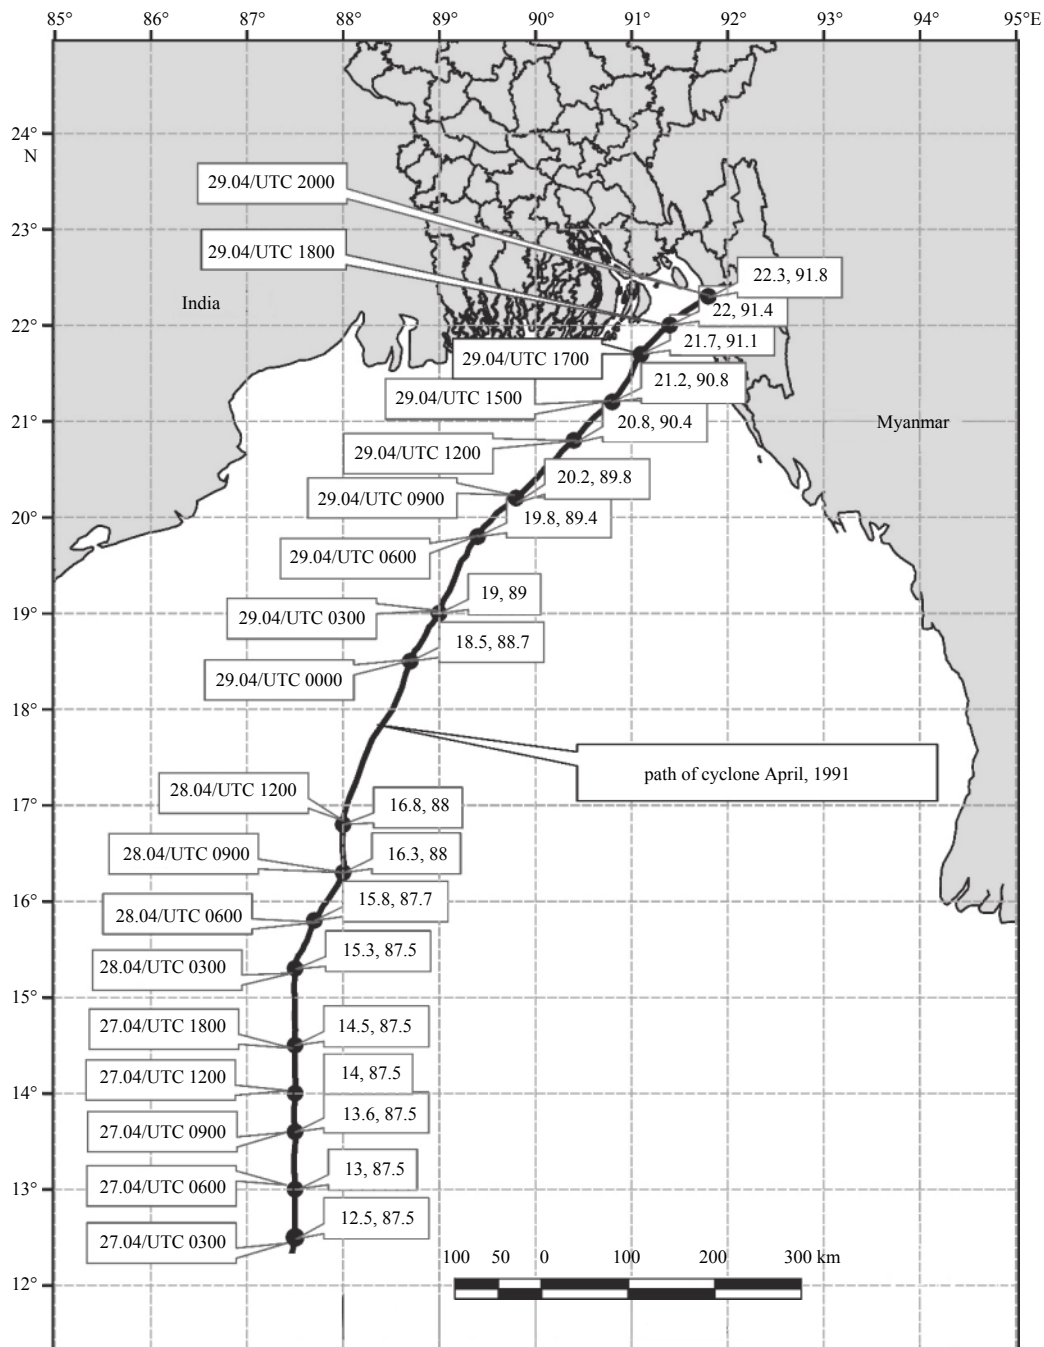 85° 86° 87° 88° 89° 90° 91° 92° 93° 94° 95°E
24°
N
29.04/UTC 2000
23°
29.04/UTC 1800
22.3, 91.8
India
22, 91.4
22°
21.7, 91.1
29.04/UTC 1700
21.2, 90.8
29.04/UTC 1500
20.8, 90.4
21°
Myanmar
29.04/UTC 1200
20.2, 89.8
29.04/UTC 0900
20°
19.8, 89.4
29.04/UTC 0600
19, 89
19°
29.04/UTC 0300
18.5, 88.7
29.04/UTC 0000
18°
path of cyclone April, 1991
28.04/UTC 1200
17°
16.8, 88
28.04/UTC 0900
16.3, 88
16°
15.8, 87.7
28.04/UTC 0600
15.3, 87.5
28.04/UTC 0300
15°
27.04/UTC 1800
14.5, 87.5
27.04/UTC 1200
14, 87.5
14°
13.6, 87.5
27.04/UTC 0900
13, 87.5
27.04/UTC 0600
13°
12.5, 87.5
27.04/UTC 0300
100 50 0 100 200 300 km
12°